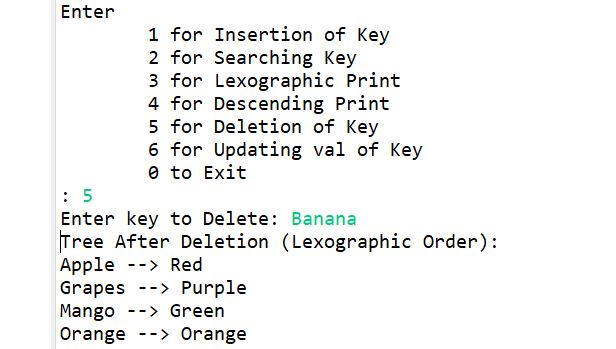 Enter
1 for Insertion of Key
2 for Searching Key
3 for Lexographic Print
4 for Descending Print
5 for Deletion of Key
6 for Updating val of Key
0 to Exit
: 5
Enter key to Delete: Banana
Tree After Deletion (Lexographic Order):
Apple --> Red
Grapes --> Purple
Mango --> Green
Orange --> Orange